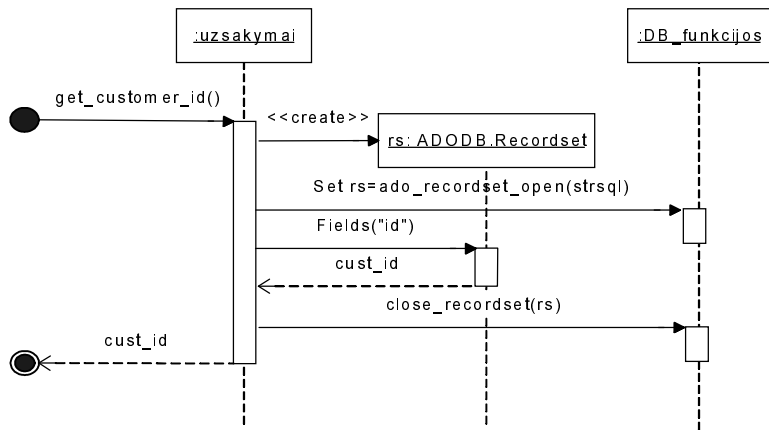 :uzsakymai
:DB_funkcijos
get_customer_id()
<<create>>
rs: ADODB.Recordset
Set rs=ado_recordset_open(strsql)
Fields("id")
cust_id
close_recordset(rs)
cust_id